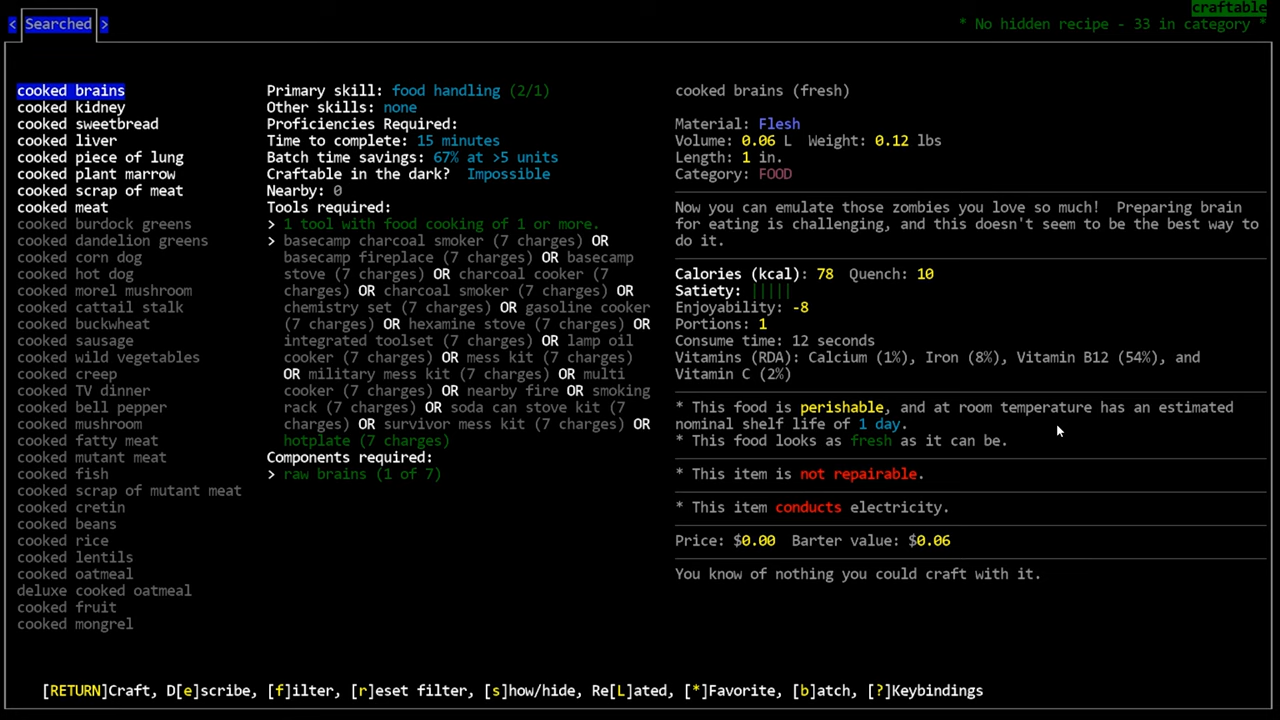 craftable
< Searched >
* No hidden recipe - 33 in category *
cooked brains
cooked kidney
cooked sweetbread
cooked liver
cooked piece of lung
cooked plant marrow
cooked scrap of meat
cooked meat
cooked burdock greens
cooked dandelion greens
cooked corn dog
cooked hot dog
cooked morel mushroom
cooked cattail stalk
cooked buckwheat
cooked sausage
cooked wild vegetables
cooked creep
cooked TV dinner
cooked bell pepper
cooked mushroom
cooked fatty meat
cooked mutant meat
cooked fish
cooked scrap of mutant meat
cooked cretin
cooked beans
cooked rice
cooked lentils
cooked oatmeal
deluxe cooked oatmeal
cooked fruit
cooked mongrel
Primary skill: food handling (2/1)
Other skills: none
Proficiencies Required:
Time to complete: 15 minutes
Batch time savings: 67% at >5 units
Craftable in the dark? Impossible
Nearby: 0
Tools required:
> 1 tool with food cooking of 1 or more.
> basecamp charcoal smoker (7 charges) OR
basecamp fireplace (7 charges) OR basecamp
stove (7 charges) OR charcoal cooker (7
charges) OR charcoal smoker (7 charges) OR
chemistry set (7 charges) OR gasoline cooker
(7 charges) OR hexamine stove (7 charges) OR
integrated toolset (7 charges) OR lamp oil
cooker (7 charges) OR mess kit (7 charges)
OR military mess kit (7 charges) OR multi
cooker (7 charges) OR nearby fire OR smoking
rack (7 charges) OR soda can stove kit (7
charges) OR survivor mess kit (7 charges) OR
hotplate (7 charges)
Components required:
> raw brains (1 of 7)
cooked brains (fresh)
Material: Flesh
Volume: 0.06 L Weight: 0.12 lbs
Length: 1 in.
Category: FOOD
Now you can emulate those zombies you love so much! Preparing brain
for eating is challenging, and this doesn't seem to be the best way to
do it.
Calories (kcal): 78 Quench: 10
Satiety: |||||
Enjoyability: -8
Portions: 1
Consume time: 12 seconds
Vitamins (RDA): Calcium (1%), Iron (8%), Vitamin B12 (54%), and
Vitamin C (2%)
* This food is perishable, and at room temperature has an estimated
nominal shelf life of 1 day.
* This food looks as fresh as it can be.
* This item is not repairable.
* This item conducts electricity.
Price: $0.00 Barter value: $0.06
You know of nothing you could craft with it.
[RETURN]Craft, D[e]scribe, [f]ilter, [r]eset filter, [s]how/hide, Re[L]ated, [*]Favorite, [b]atch, [?]Keybindings